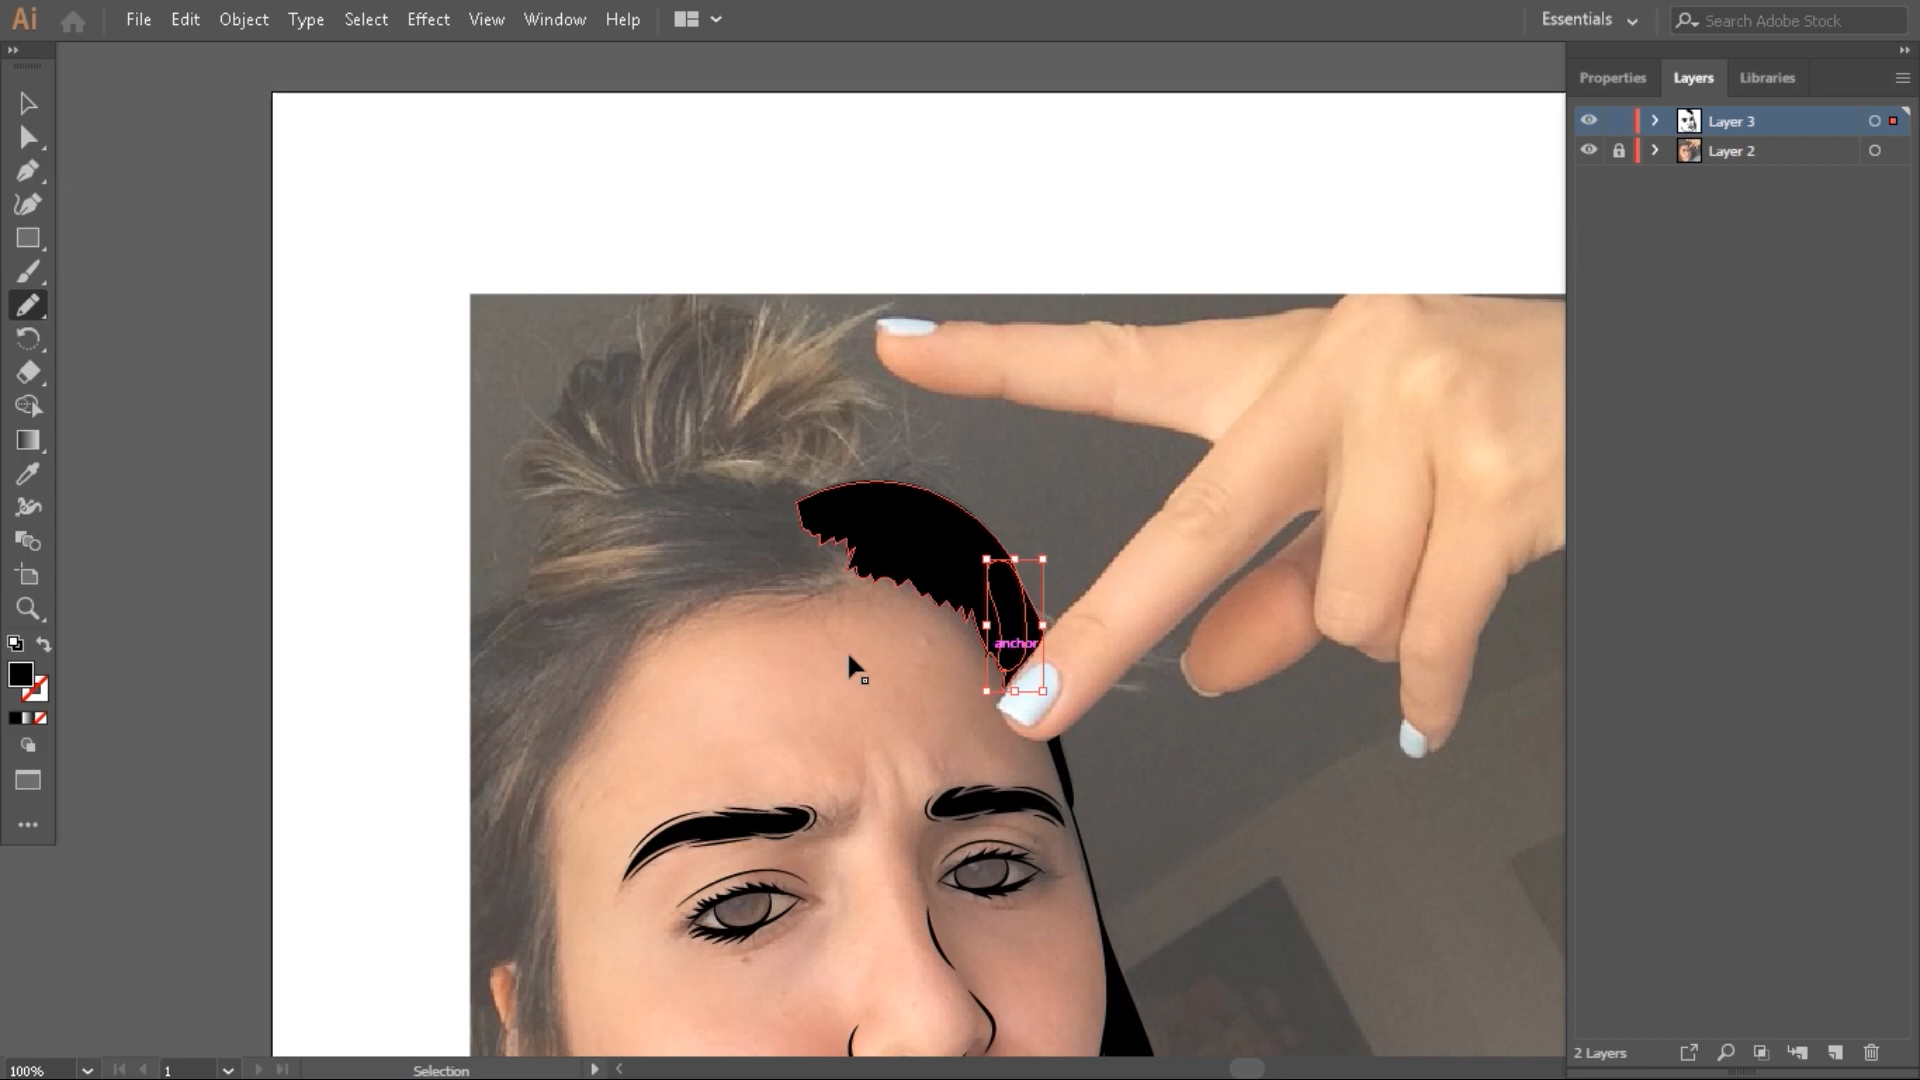 Ai File Edit Object Type Select Effect View Window Help Essentials Search Adobe Stock
Properties Layers Libraries
Layer 3
Layer 2
anchor
2 Layers
100% 1 Selection